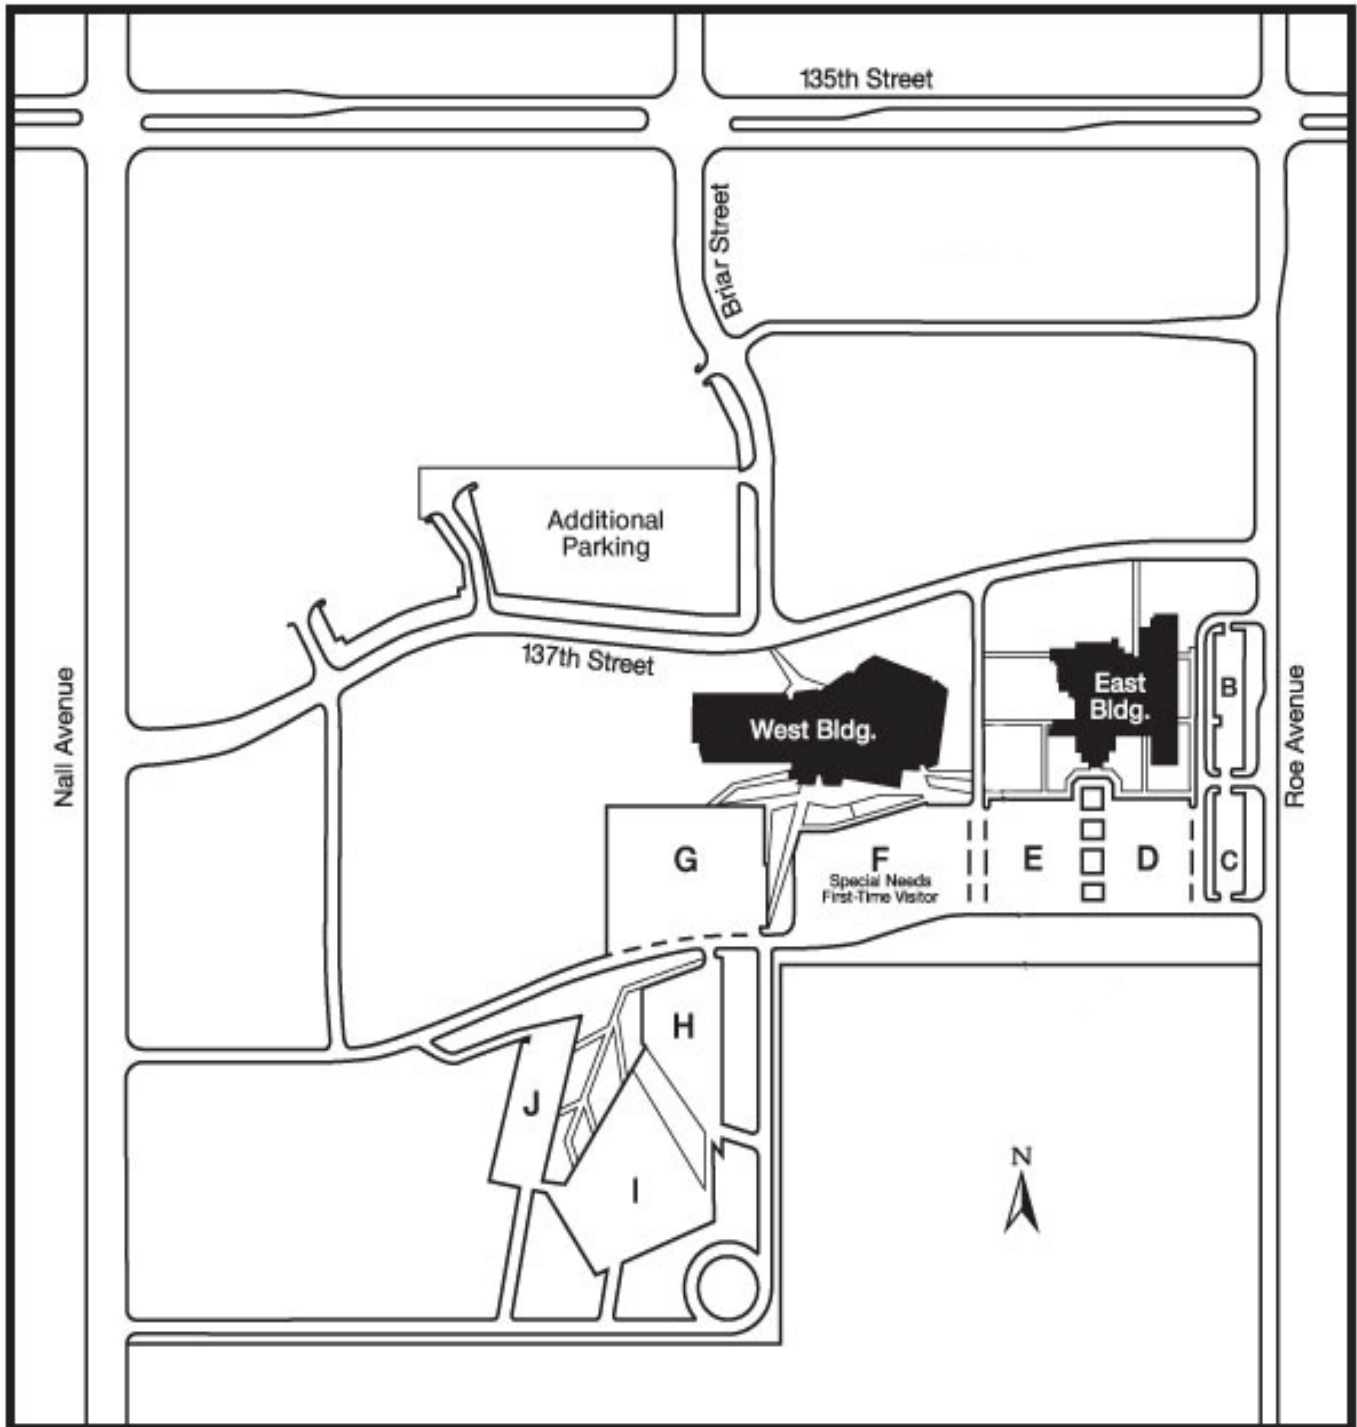 135th Street
Briar Street
Additional
Parking
137th Street
Nall Avenue
Roe Avenue
West Bldg.
East
Bldg.
B
C
D
E
F
Special Needs
First-Time Visitor
G
H
J
I
N